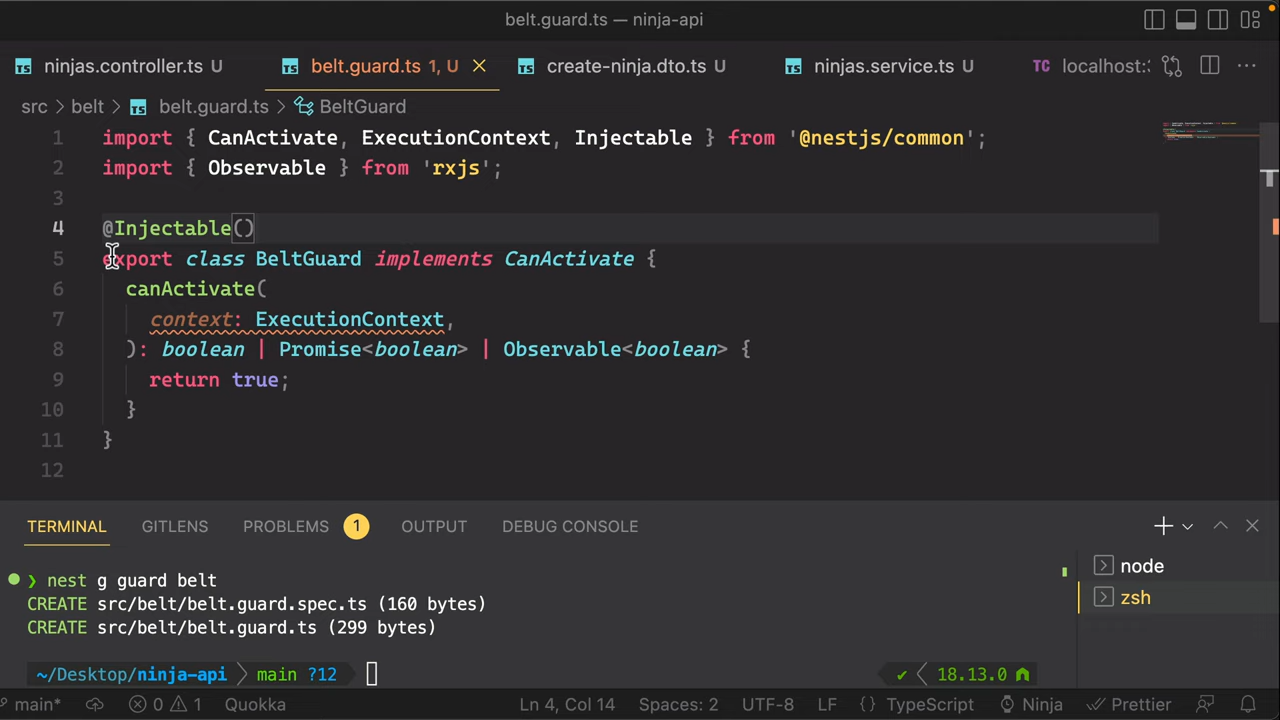 belt.guard.ts — ninja-api
ninjas.controller.ts U
belt.guard.ts 1, U
create-ninja.dto.ts U
ninjas.service.ts U
TC localhost:
src > belt > TS belt.guard.ts > BeltGuard
1 import { CanActivate, ExecutionContext, Injectable } from '@nestjs/common';
2 import { Observable } from 'rxjs';
3
4 @Injectable()
5 export class BeltGuard implements CanActivate {
6 canActivate(
7 context: ExecutionContext,
8 ): boolean | Promise<boolean> | Observable<boolean> {
9 return true;
10 }
11 }
12
TERMINAL GITLENS PROBLEMS 1 OUTPUT DEBUG CONSOLE
❯ nest g guard belt
CREATE src/belt/belt.guard.spec.ts (160 bytes)
CREATE src/belt/belt.guard.ts (299 bytes)
~/Desktop/ninja-api main ?12
✔ 18.13.0
node
zsh
main* 0 1 Quokka Ln 4, Col 14 Spaces: 2 UTF-8 LF {} TypeScript Ninja Prettier